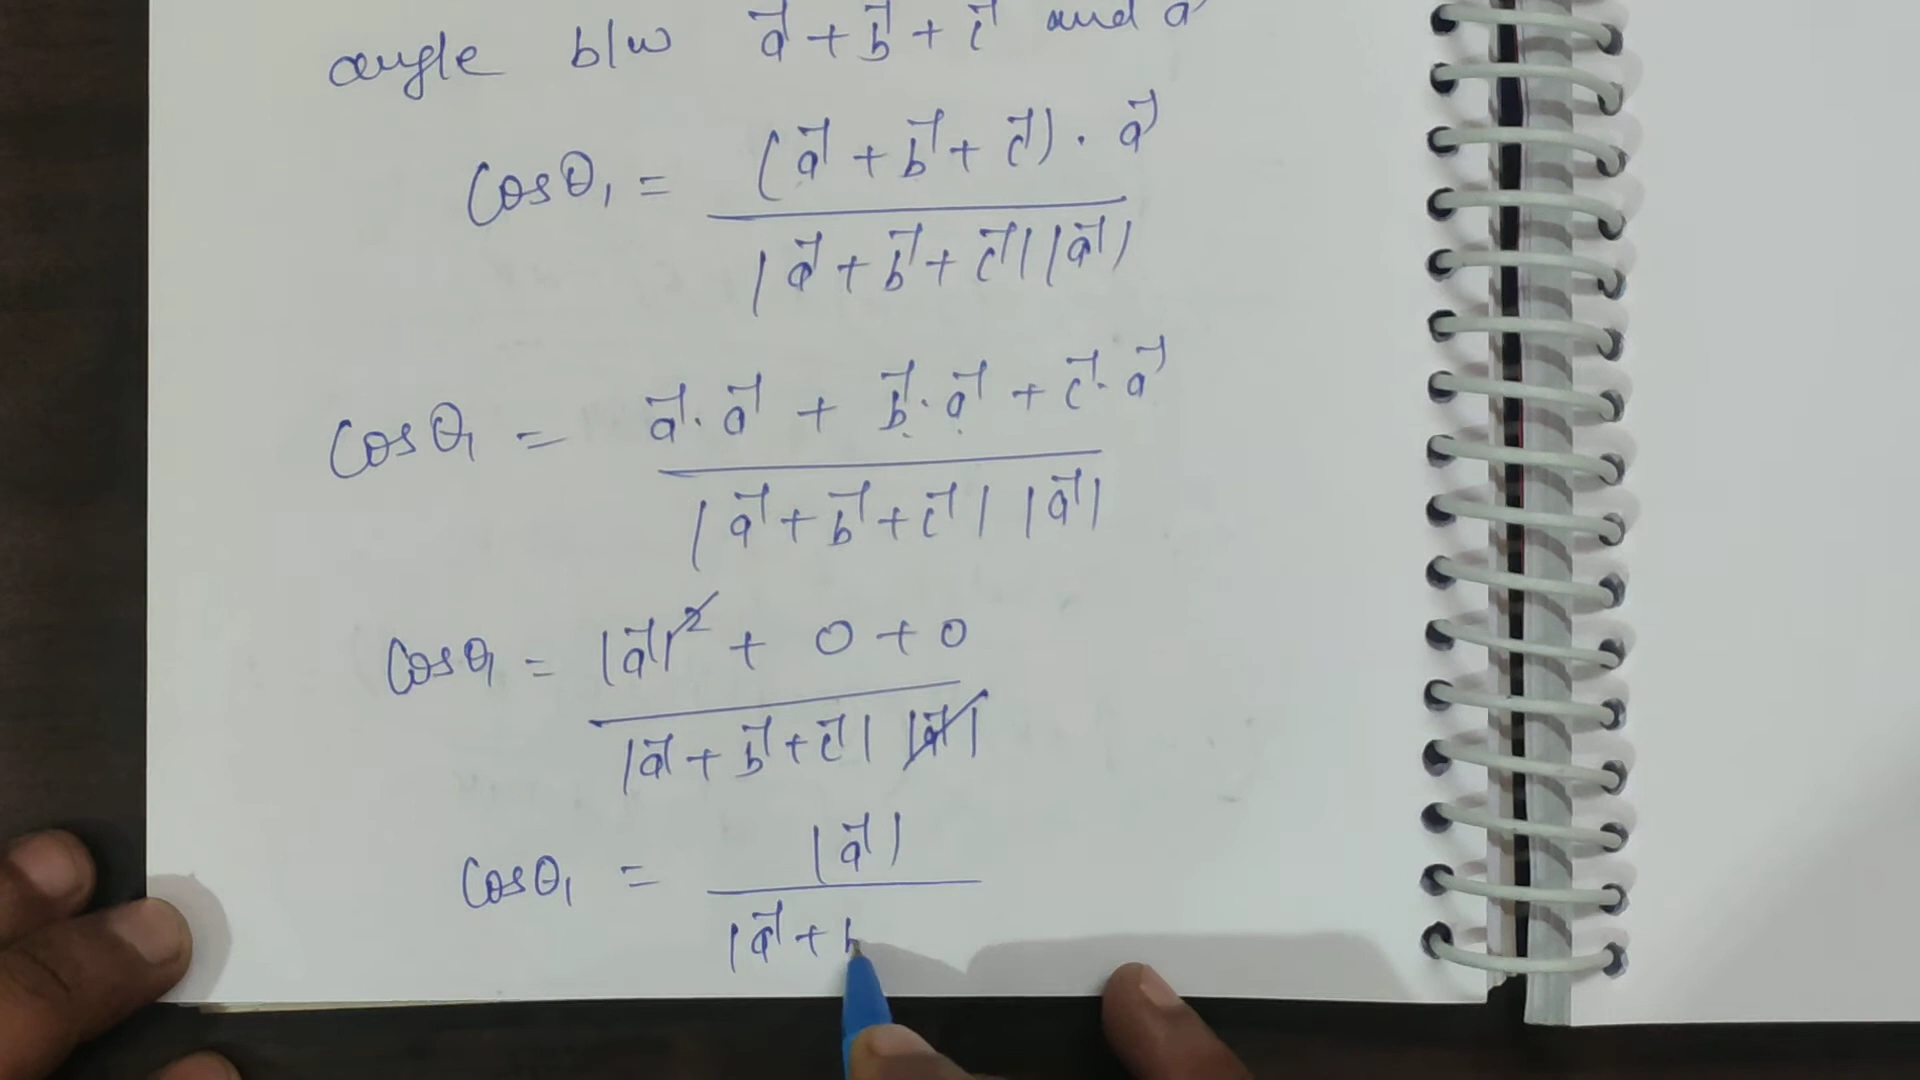 angle b/w a⃗ + b⃗ + c⃗ and a⃗
Cosθ₁ = (a⃗ + b⃗ + c⃗) . a⃗ / |a⃗ + b⃗ + c⃗| |a⃗|
Cosθ₁ = a⃗ . a⃗ + b⃗ . a⃗ + c⃗ . a⃗ / |a⃗ + b⃗ + c⃗| |a⃗|
Cosθ₁ = |a⃗|² + 0 + 0 / |a⃗ + b⃗ + c⃗| |a⃗|
Cosθ₁ = |a⃗| / |a⃗ + b